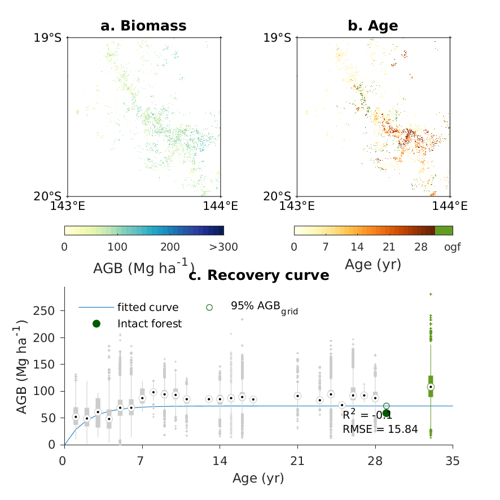 a. Biomass
b. Age
19°S
19°S
20°S
20°S
143°E
144°E
143°E
144°E
0
100
200
>300
0
7
14
21
28
ogf
AGB (Mg ha-1)
Age (yr)
c. Recovery curve
fitted curve
95% AGBgrid
Intact forest
AGB (Mg ha-1)
250
200
150
100
50
0
R2 = -0.1
RMSE = 15.84
0
7
14
21
28
35
Age (yr)